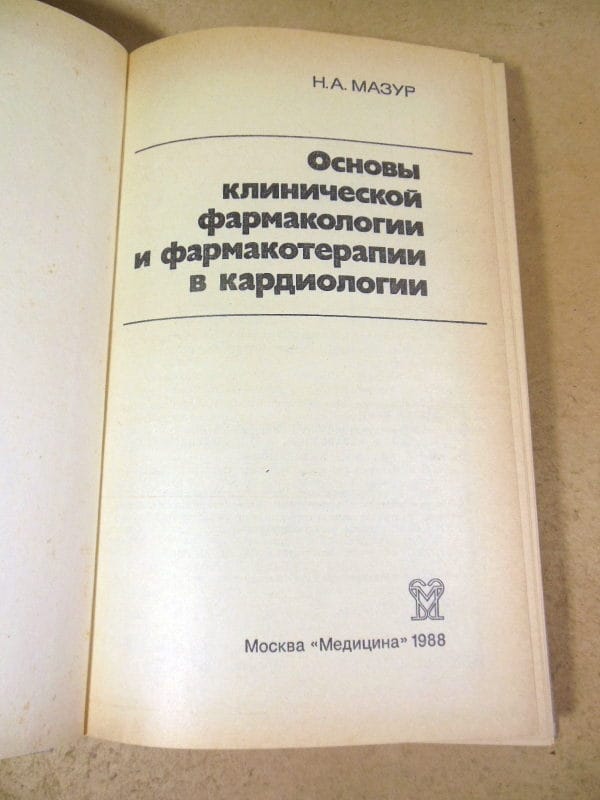 Н.А. МАЗУР
Основы
клинической
фармакологии
и фармакотерапии
в кардиологии
Москва «Медицина» 1988